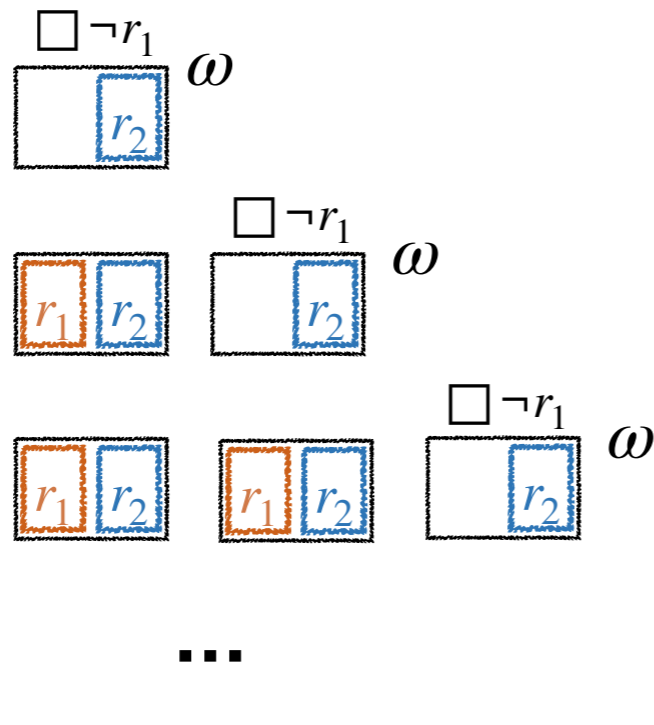 □ ¬r₁
r₂ ω
□ ¬r₁
r₁ r₂ r₂ ω
□ ¬r₁
r₁ r₂ r₁ r₂ r₂ ω
...